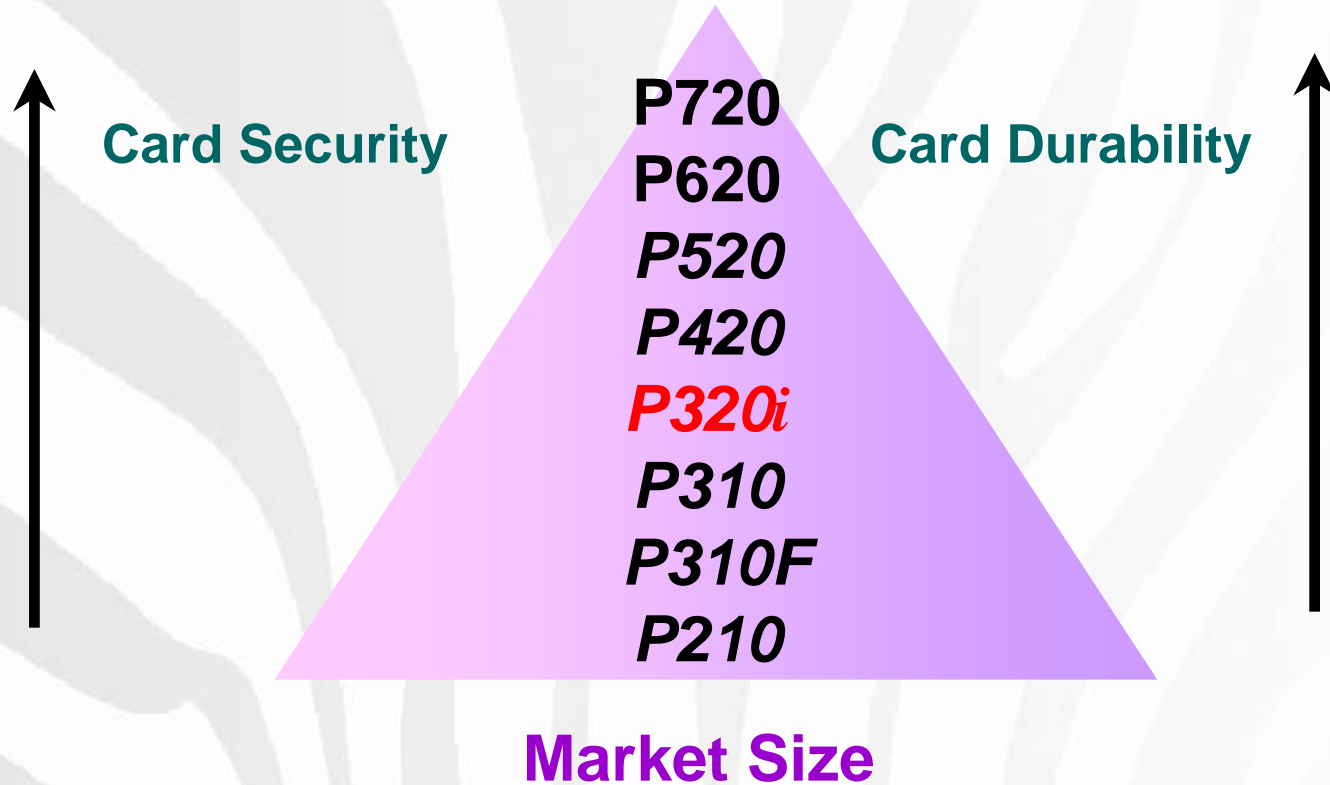 P720
Card Security
Card Durability
P620
P520
P420
P320i
P310
P310F
P210
Market Size